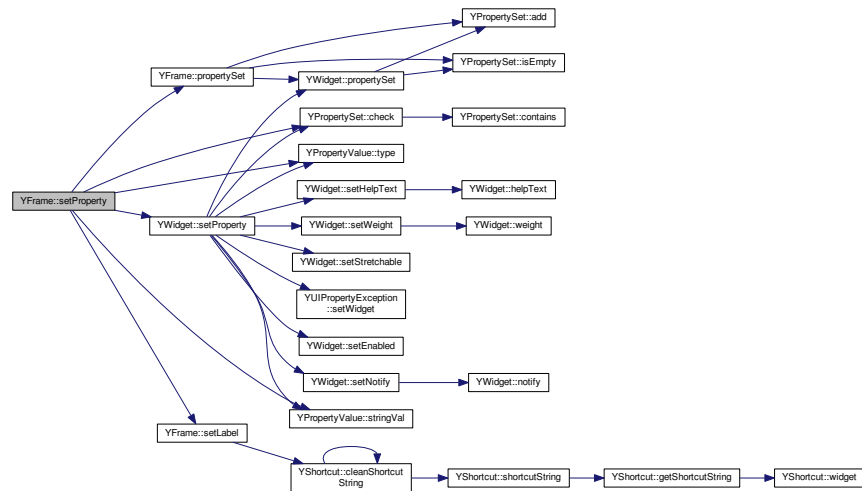 YPropertySet::add
YPropertySet::isEmpty
YFrame::propertySet
YWidget::propertySet
YPropertySet::check
YPropertySet::contains
YPropertyValue::type
YWidget::setHelpText
YWidget::helpText
YFrame::setProperty
YWidget::setProperty
YWidget::setWeight
YWidget::weight
YWidget::setStretchable
YUIPropertyException
::setWidget
YWidget::setEnabled
YWidget::setNotify
YWidget::notify
YPropertyValue::stringVal
YFrame::setLabel
YShortcut::cleanShortcut
String
YShortcut::shortcutString
YShortcut::getShortcutString
YShortcut::widget